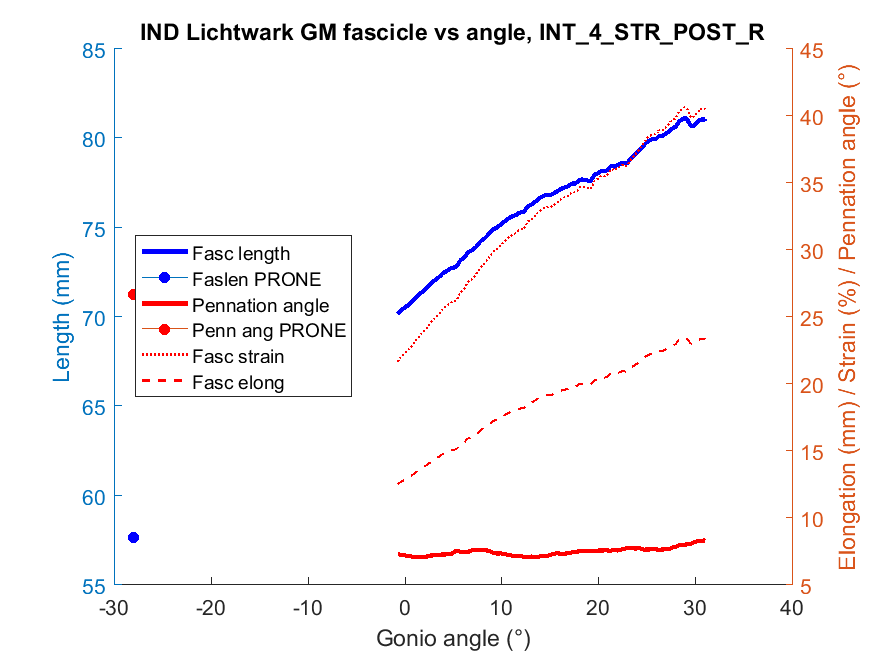 IND Lichtwark GM fascicle vs angle, INT_4_STR_POST_R
85
80
75
70
65
60
55
Length (mm)
45
40
35
30
25
20
15
10
5
Elongation (mm) / Strain (%) / Pennation angle (°)
Fasc length
Faslen PRONE
Pennation angle
Penn ang PRONE
Fasc strain
Fasc elong
-30 -20 -10 0 10 20 30 40
Gonio angle (°)